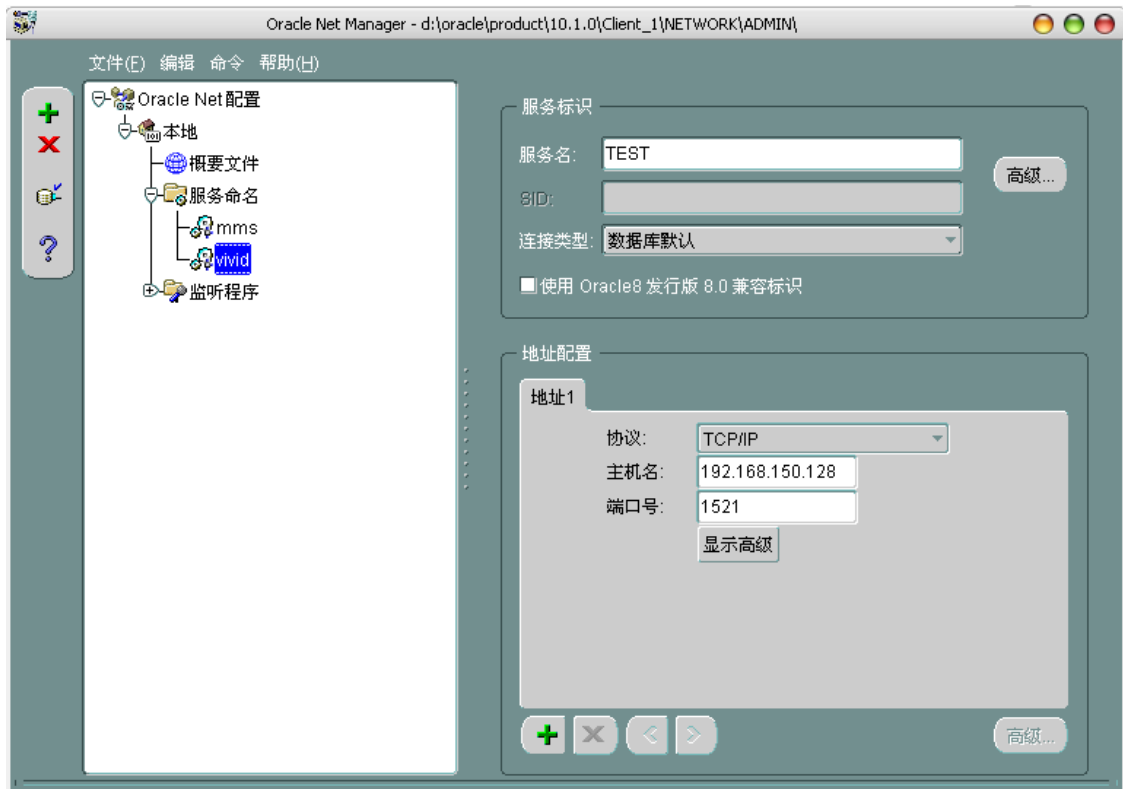 Oracle Net Manager - d:\oracle\product\10.1.0\Client_1\NETWORK\ADMIN\
文件(F) 编辑 命令 帮助(H)
Oracle Net 配置
本地
概要文件
服务命名
mms
vivid
监听程序
服务标识
服务名: TEST
高级...
SID:
连接类型: 数据库默认
使用 Oracle8 发行版 8.0 兼容标识
地址配置
地址1
协议: TCP/IP
主机名: 192.168.150.128
端口号: 1521
显示高级
高级...